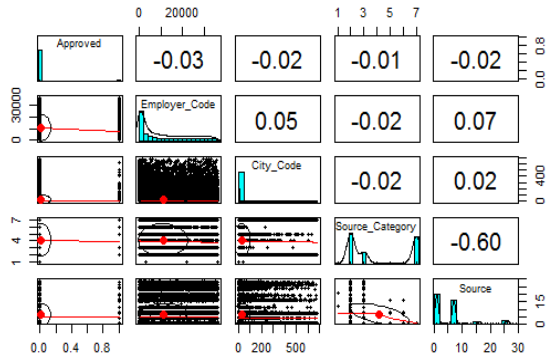 0 20000
1 3 5 7
Approved
-0.03
-0.02
-0.01
-0.02
0.0 0.8
0 30000
Employer_Code
0.05
-0.02
0.07
City_Code
-0.02
0.02
0 400
1 4 7
Source_Category
-0.60
Source
0 15
0.0 0.4 0.8
0 200 500
0 5 10 20 30